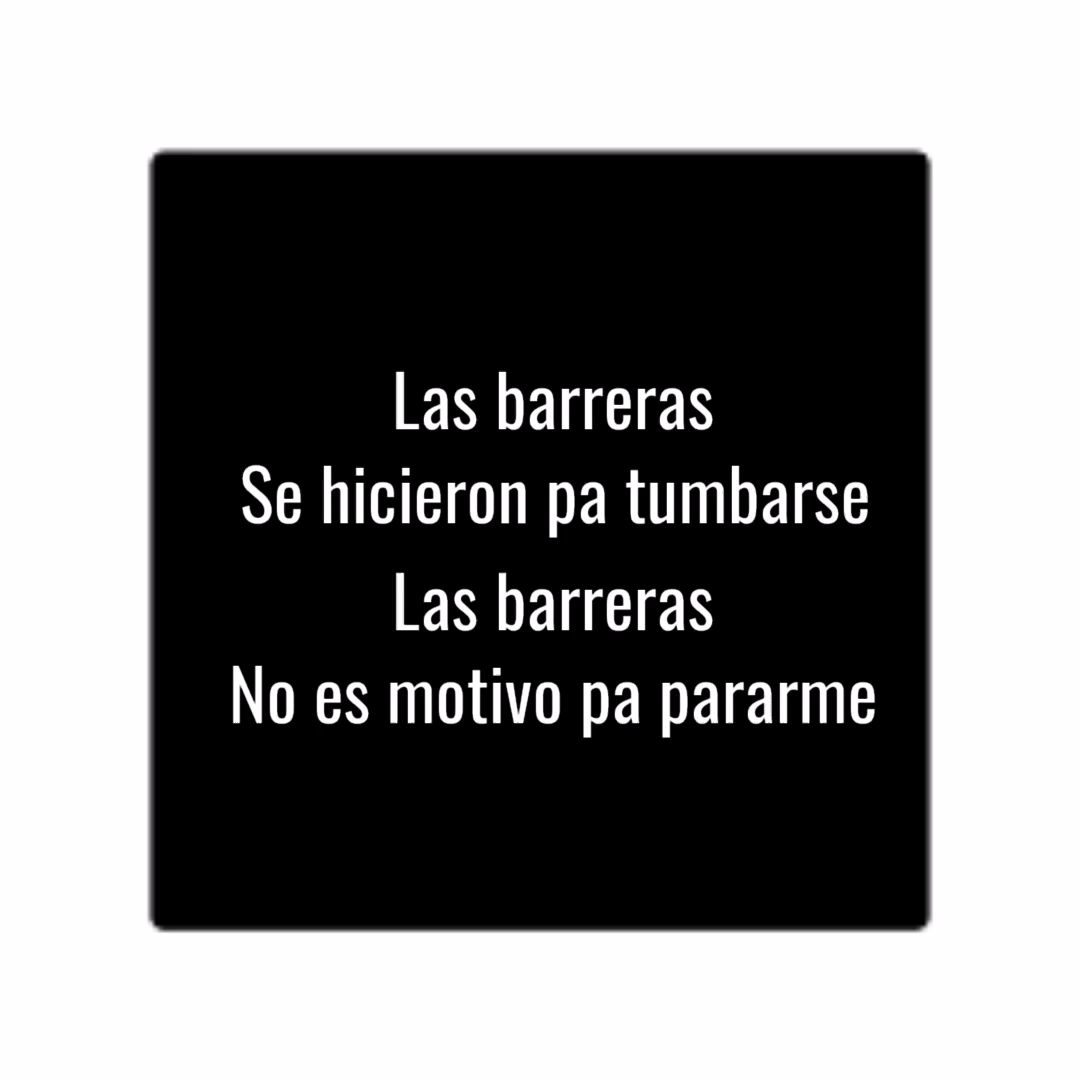 Las barreras
Se hicieron pa tumbarse
Las barreras
No es motivo pa pararme